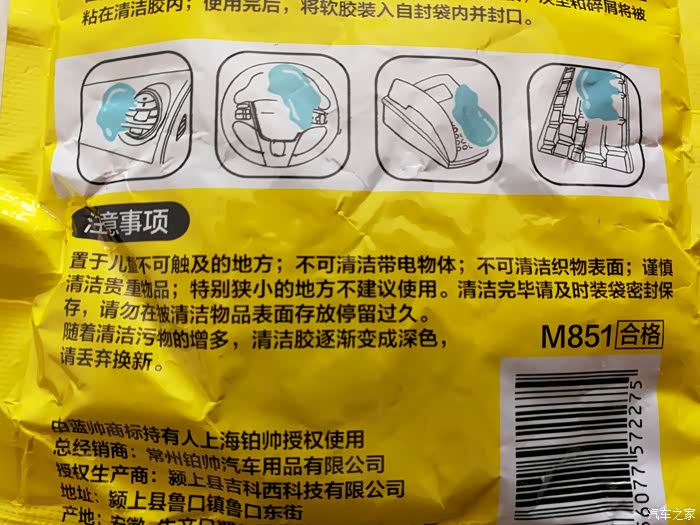 粘在清洁胶内；使用完后，将软胶装入自封袋内并封口。
注意事项
置于儿童不可触及的地方；不可清洁带电物体；不可清洁织物表面；谨慎
清洁贵重物品；特别狭小的地方不建议使用。清洁完毕请及时装袋密封保
存，请勿在被清洁物品表面存放停留过久。
随着清洁污物的增多，清洁胶逐渐变成深色，
请丢弃换新。
M851 合格
由蓝帅商标持有人上海铂帅授权使用
总经销商：常州铂帅汽车用品有限公司
授权生产商：颍上县吉科西科技有限公司
地址：颍上县鲁口镇鲁口东街
产地：安徽
56077 572275
汽车之家